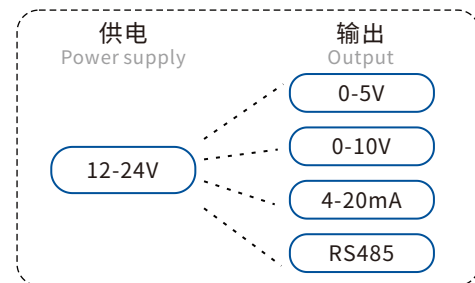 供电
Power supply
输出
Output
12-24V
0-5V
0-10V
4-20mA
RS485